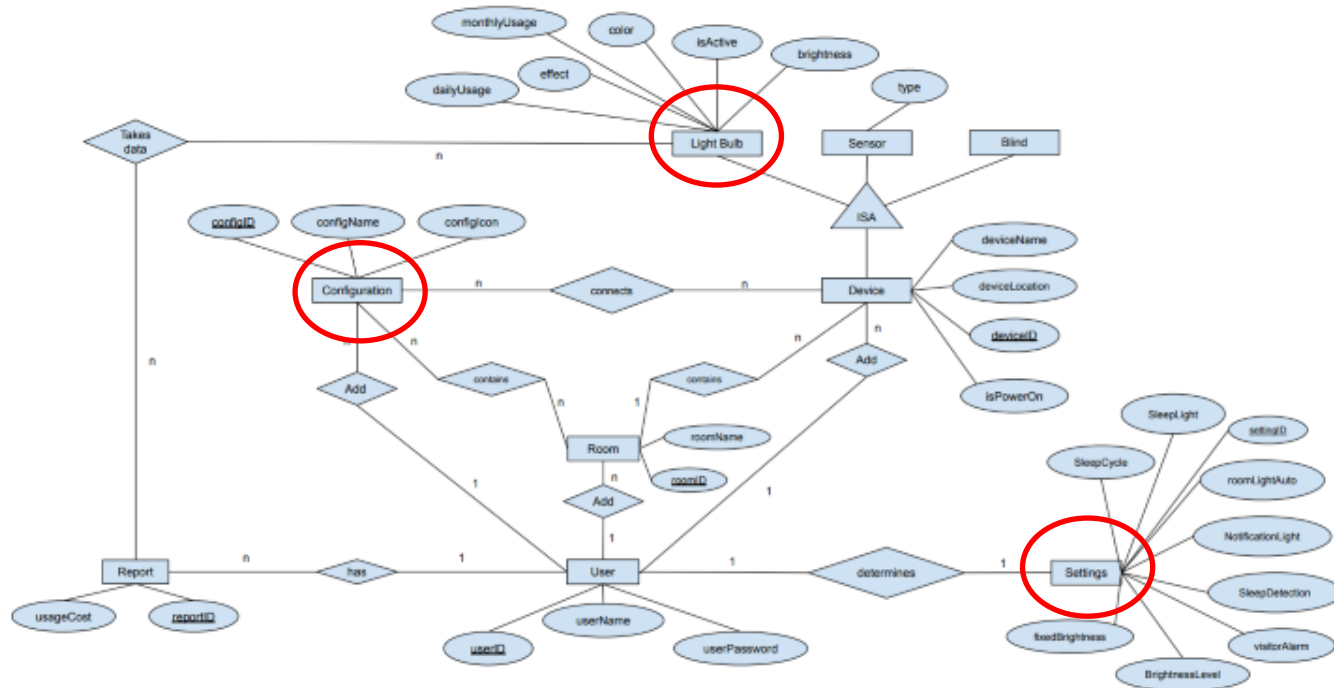 monthlyUsage
color
isActive
brightness
effect
dailyUsage
type
Takes
data
n
Light Bulb
Sensor
Blind
ISA
configID
configName
configIcon
deviceName
Configuration
n
connects
n
Device
deviceLocation
deviceID
isPowerOn
n
n
n
n
n
Add
contains
contains
Add
n
1
Room
roomName
roomID
n
Add
1
1
1
SleepLight
settingID
SleepCycle
roomLightAuto
NotificationLight
Report
n
has
1
User
1
determines
1
Settings
SleepDetection
usageCost
reportID
userID
userName
userPassword
fixedBrightness
visitorAlarm
BrightnessLevel